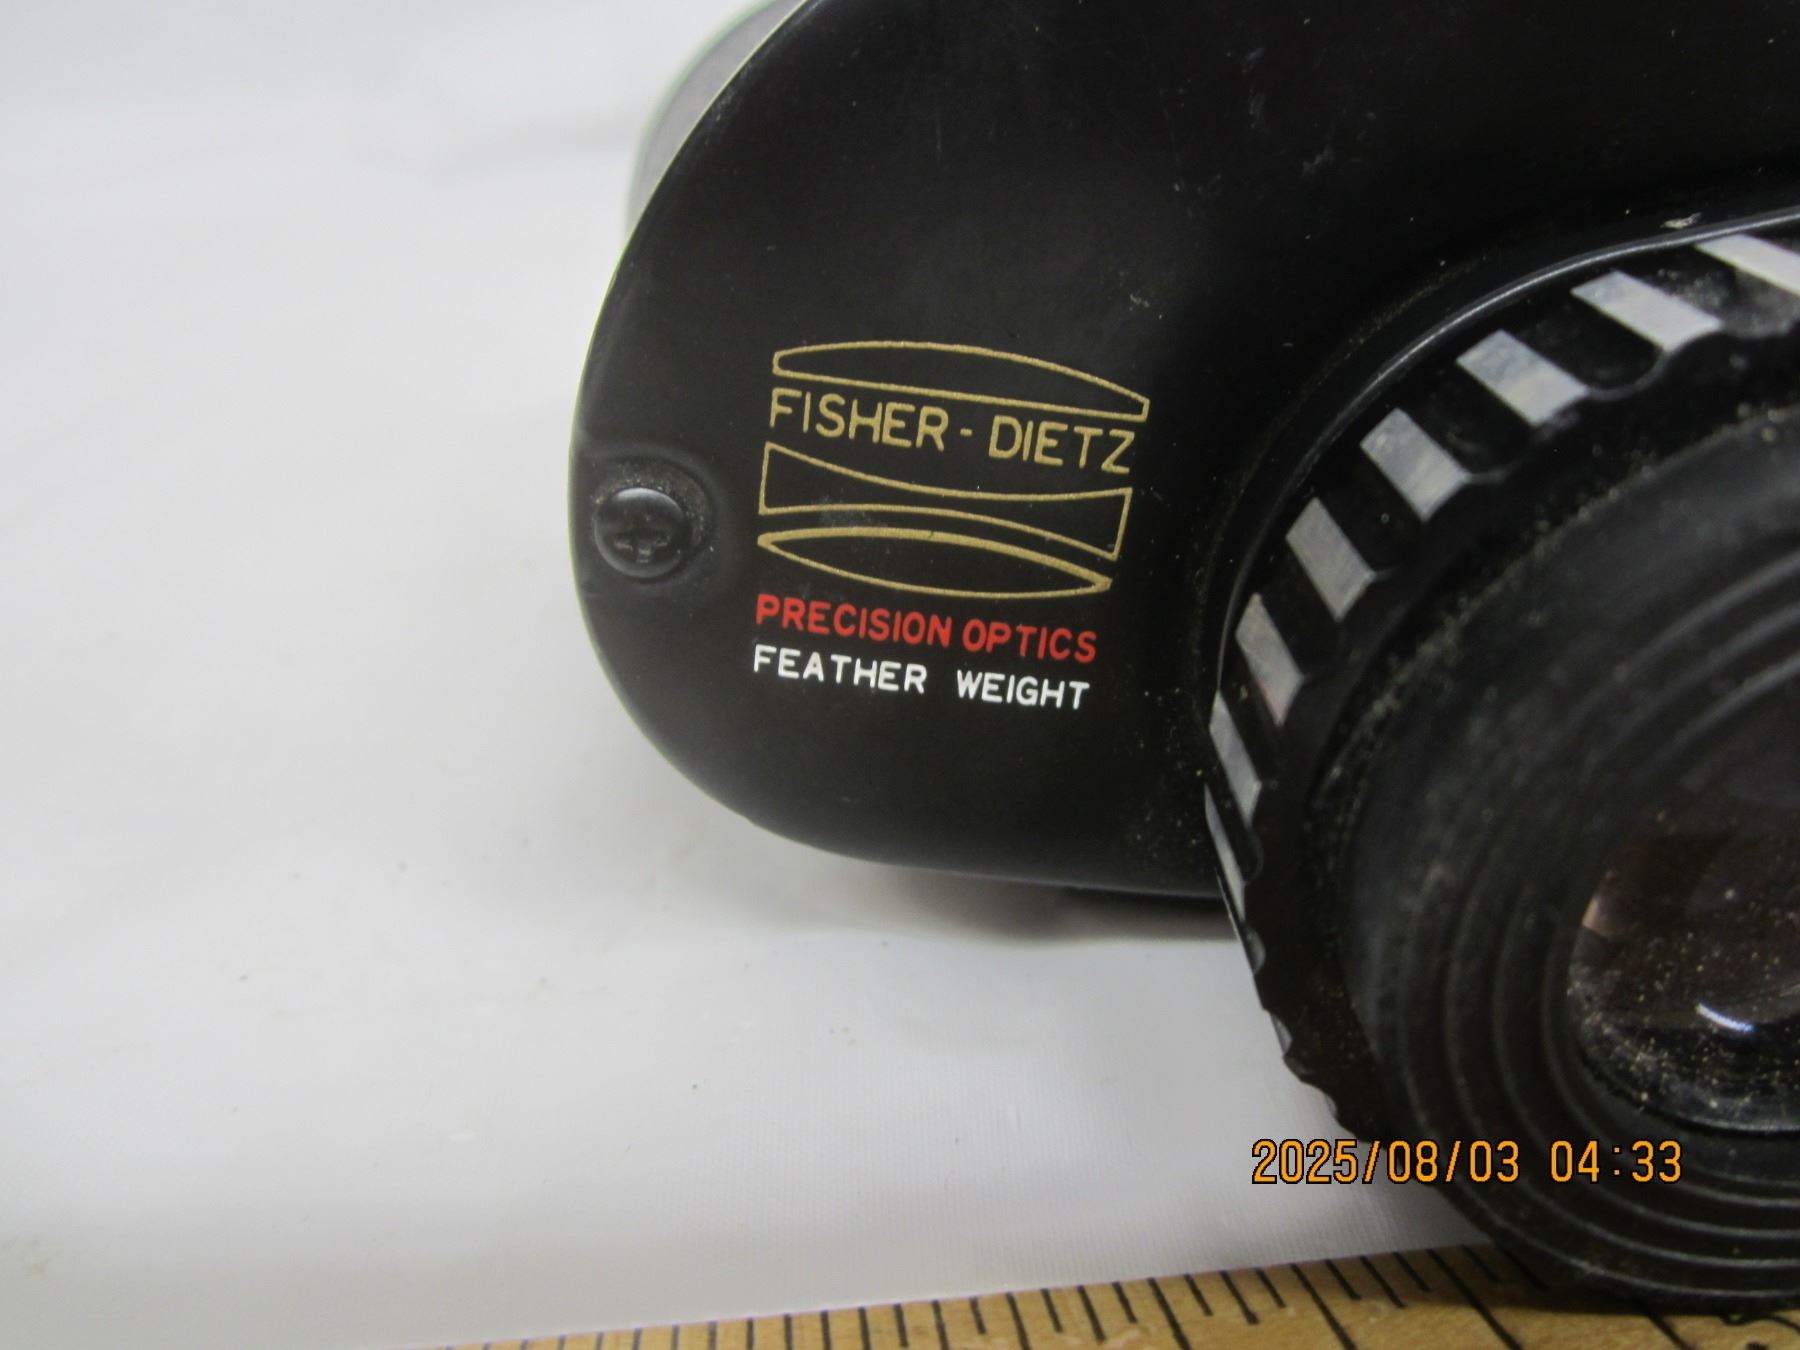 FISHER-DIETZ
PRECISION OPTICS
FEATHER WEIGHT
2025/08/03 04:33